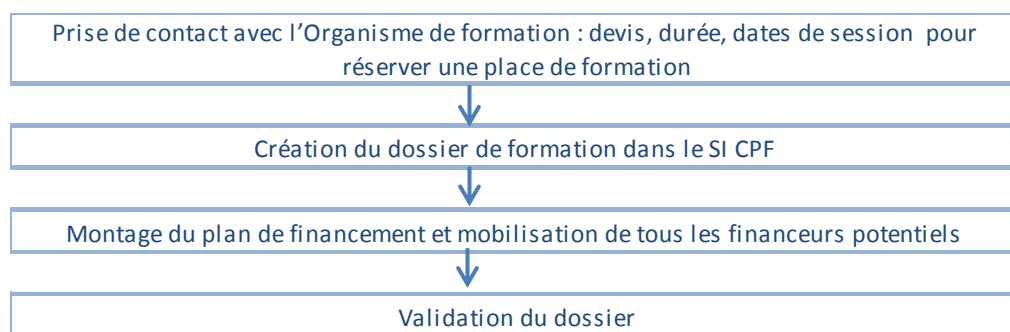 Prise de contact avec l’Organisme de formation : devis, durée, dates de session pour
réserver une place de formation
Création du dossier de formation dans le SI CPF
Montage du plan de financement et mobilisation de tous les financeurs potentiels
Validation du dossier